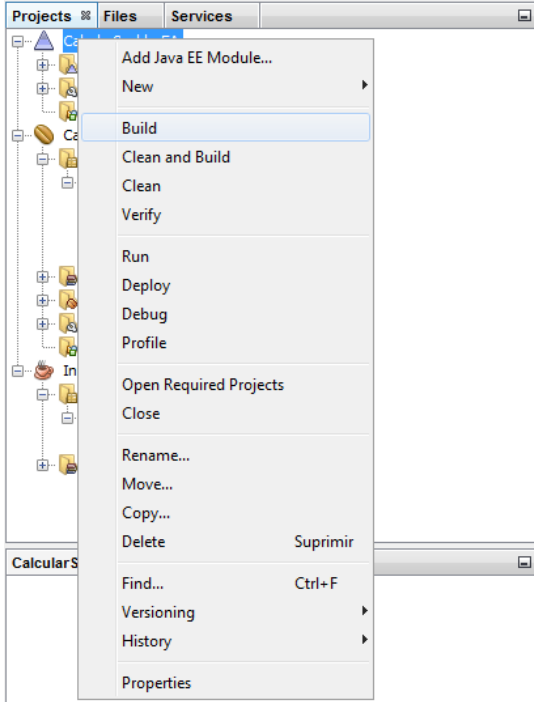 Projects Files Services
Add Java EE Module...
New
Build
Clean and Build
Clean
Verify
Run
Deploy
Debug
Profile
Open Required Projects
Close
Rename...
Move...
Copy...
Delete Suprimir
CalcularS
Find... Ctrl+F
Versioning
History
Properties